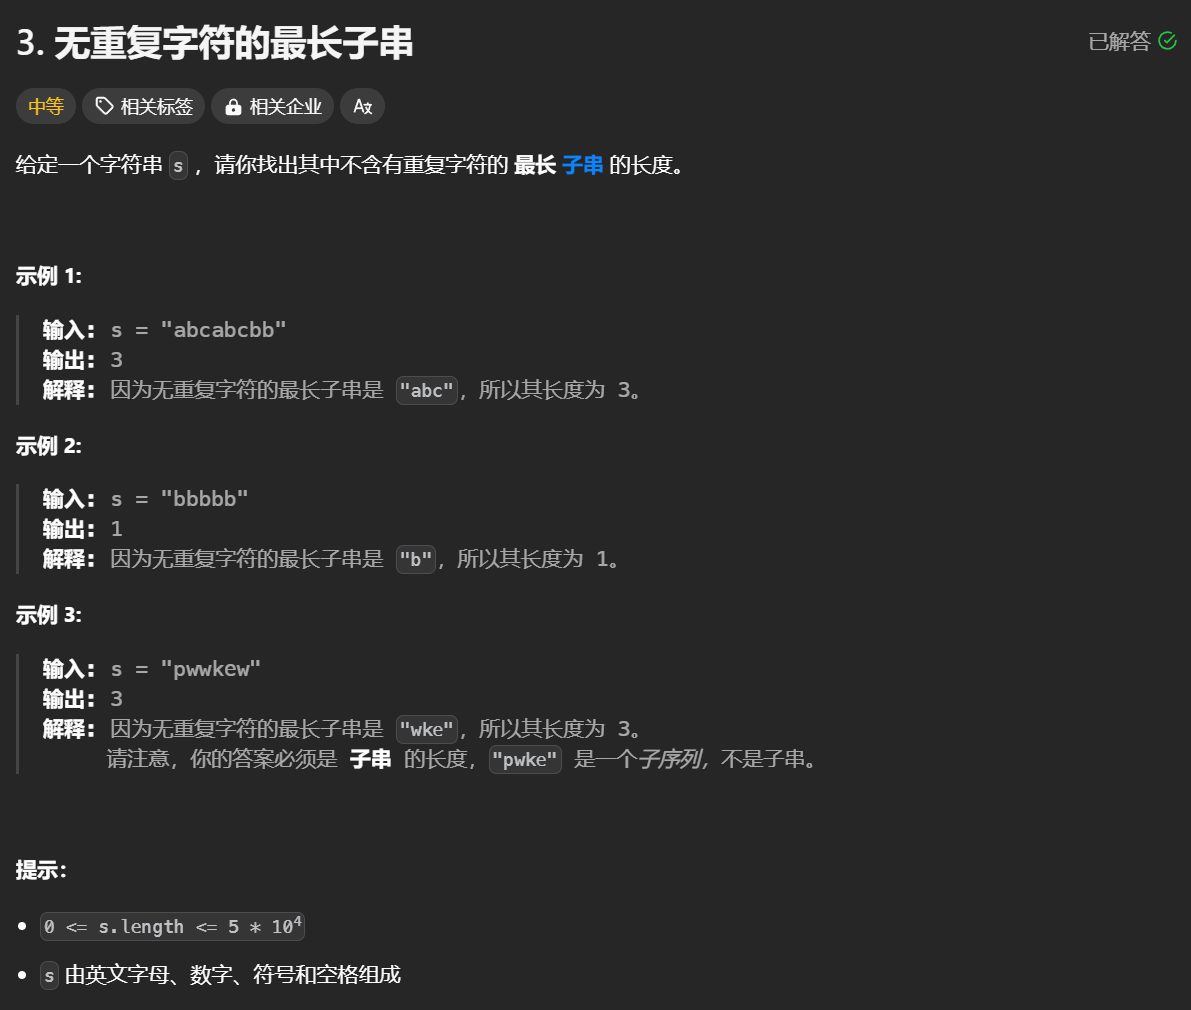 3. 无重复字符的最长子串
已解答
中等 相关标签 相关企业 Aあ
给定一个字符串 s ，请你找出其中不含有重复字符的 最长 子串 的长度。
示例 1:
输入: s = "abcabcbb"
输出: 3
解释: 因为无重复字符的最长子串是 "abc"，所以其长度为 3。
示例 2:
输入: s = "bbbbb"
输出: 1
解释: 因为无重复字符的最长子串是 "b"，所以其长度为 1。
示例 3:
输入: s = "pwwkew"
输出: 3
解释: 因为无重复字符的最长子串是 "wke"，所以其长度为 3。
请注意，你的答案必须是 子串 的长度，"pwke" 是一个子序列，不是子串。
提示：
0 <= s.length <= 5 * 10⁴
s 由英文字母、数字、符号和空格组成